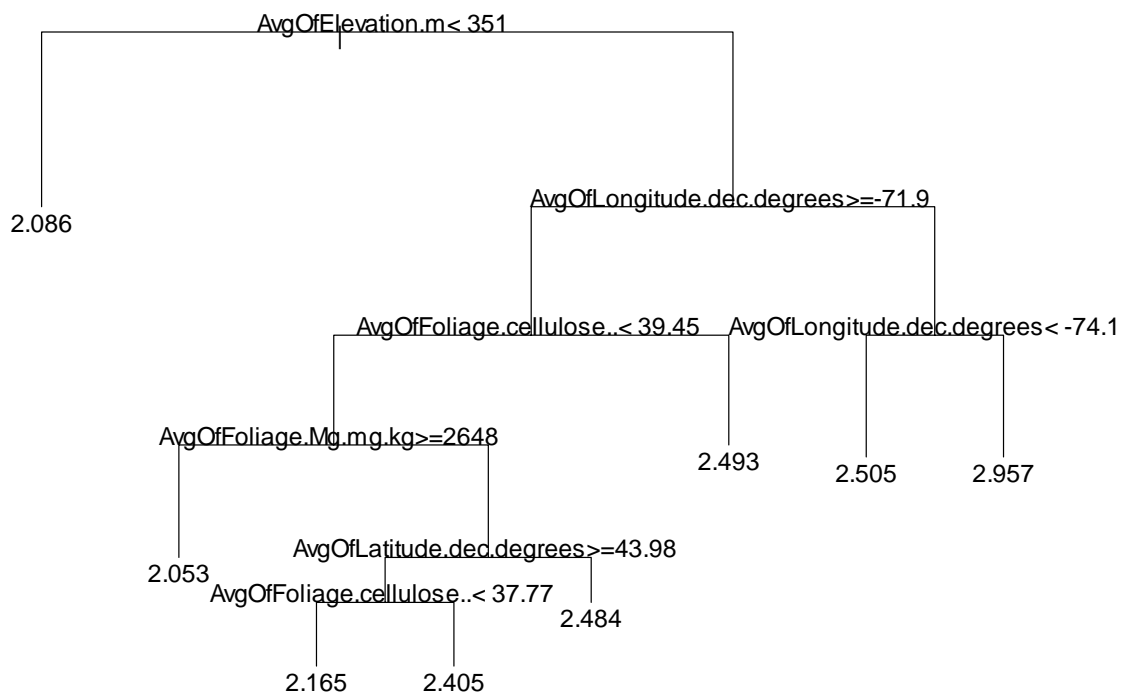 AvgOfElevation.m< 351
2.086
AvgOfLongitude.dec.degrees>=-71.9
AvgOfFoliage.cellulose..< 39.45
AvgOfLongitude.dec.degrees< -74.1
AvgOfFoliage.Mg.mg.kg>=2648
2.493
2.505
2.957
AvgOfLatitude.dec.degrees>=43.98
2.053
AvgOfFoliage.cellulose..< 37.77
2.484
2.165
2.405